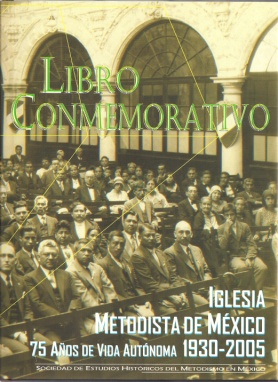 LIBRO
CONMEMORATIVO
IGLESIA
METODISTA DE MÉXICO
75 AÑOS DE VIDA AUTÓNOMA 1930-2005
SOCIEDAD DE ESTUDIOS HISTÓRICOS DEL METODISMO EN MÉXICO